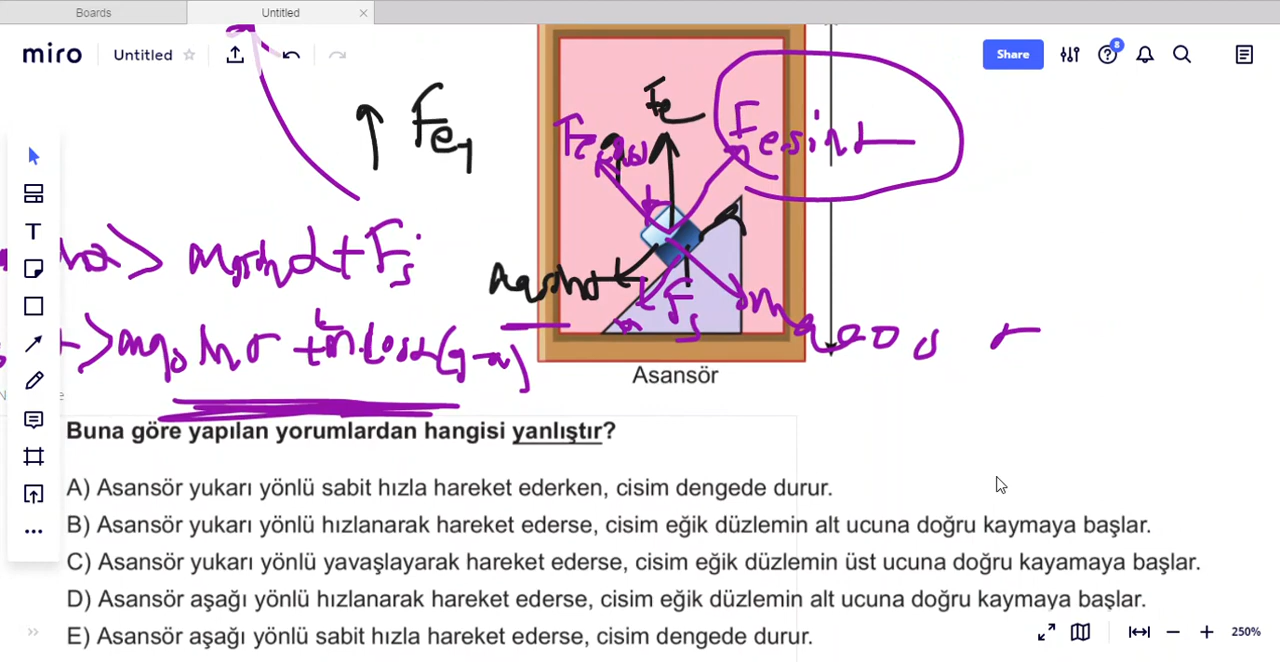 Boards
Untitled
miro
Untitled
Share
8
Fe
Asansör
Buna göre yapılan yorumlardan hangisi yanlıştır?
A) Asansör yukarı yönlü sabit hızla hareket ederken, cisim dengede durur.
B) Asansör yukarı yönlü hızlanarak hareket ederse, cisim eğik düzlemin alt ucuna doğru kaymaya başlar.
C) Asansör yukarı yönlü yavaşlayarak hareket ederse, cisim eğik düzlemin üst ucuna doğru kayamaya başlar.
D) Asansör aşağı yönlü hızlanarak hareket ederse, cisim eğik düzlemin alt ucuna doğru kaymaya başlar.
E) Asansör aşağı yönlü sabit hızla hareket ederse, cisim dengede durur.
250%